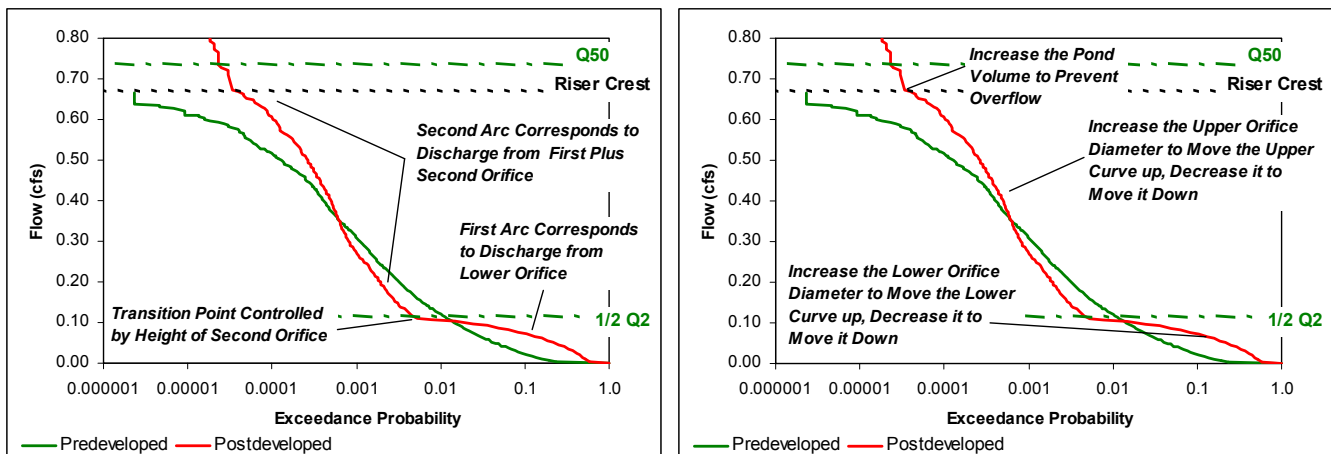 0.80
0.70
0.60
0.50
0.40
0.30
0.20
0.10
0.00
Flow (cfs)
Q50
Riser Crest
Second Arc Corresponds to
Discharge from First Plus
Second Orifice
First Arc Corresponds
to Discharge from
Lower Orifice
Transition Point Controlled
by Height of Second Orifice
1/2 Q2
0.000001 0.00001 0.001 0.01 0.1 1.0
Exceedance Probability
Predeveloped Postdeveloped
0.80
0.70
0.60
0.50
0.40
0.30
0.20
0.10
0.00
Flow (cfs)
Q50
Increase the Pond
Volume to Prevent
Overflow
Riser Crest
Increase the Upper Orifice
Diameter to Move the Upper
Curve up, Decrease it to
Move it Down
Increase the Lower Orifice
Diameter to Move the Lower
Curve up, Decrease it to
Move it Down
1/2 Q2
0.000001 0.00001 0.001 0.01 0.1 1.0
Exceedance Probability
Predeveloped Postdeveloped